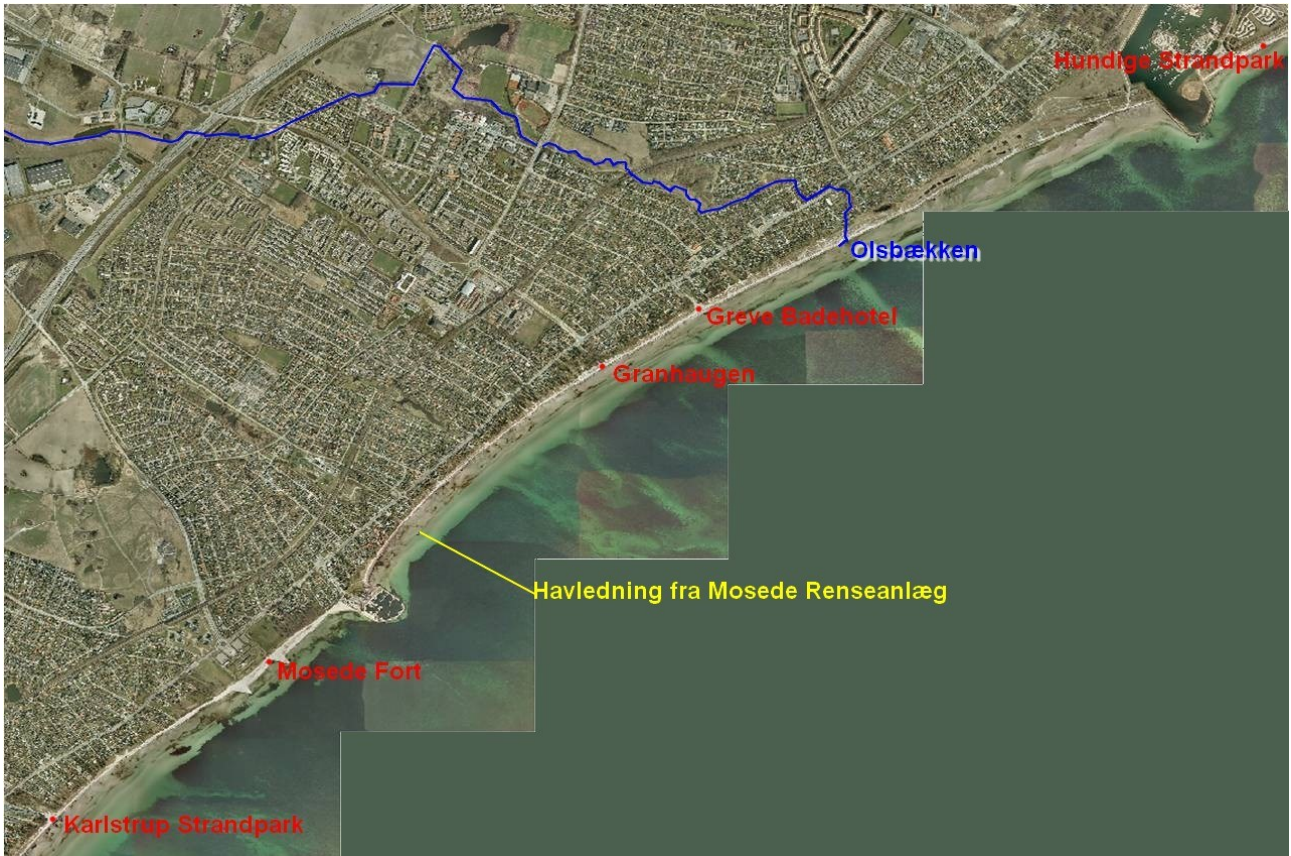 Hundige Strandpark
Olsbækken
Greve Badehotel
Granhaugen
Havledning fra Mosede Renseanlæg
Mosede Fort
Karlstrup Strandpark